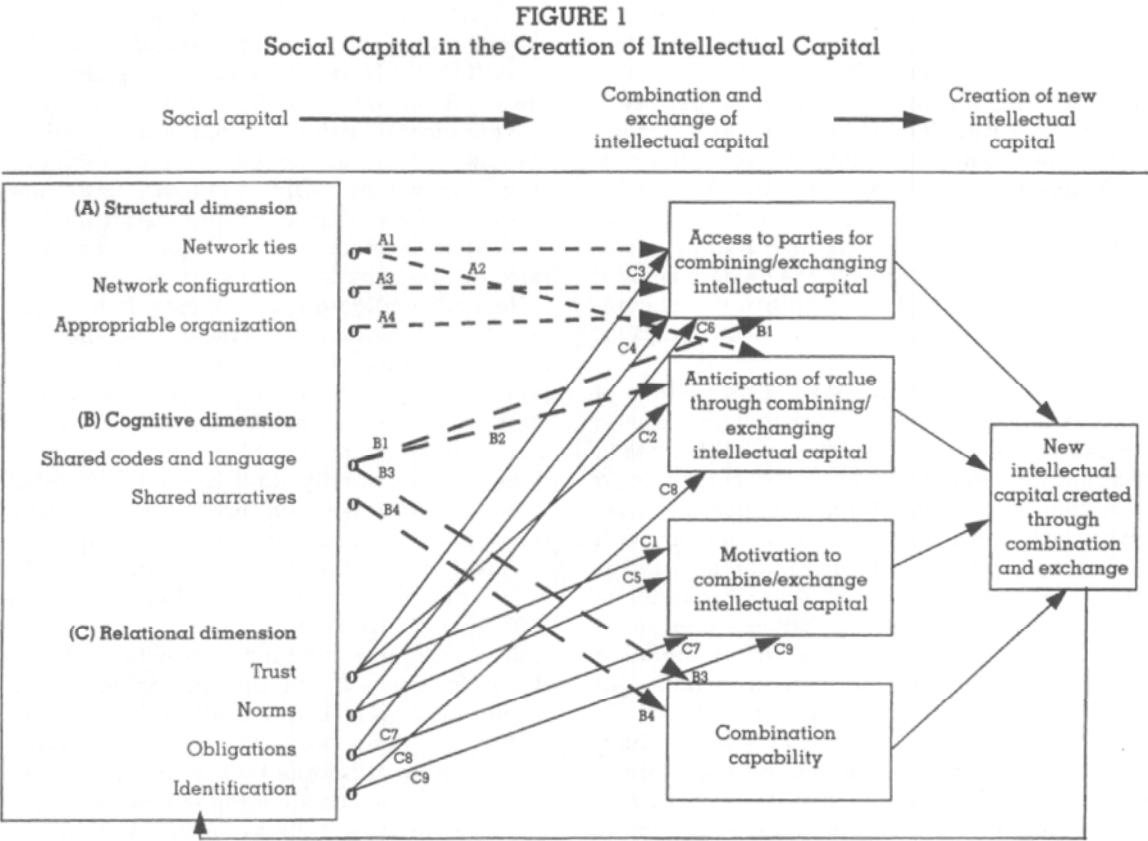 FIGURE 1
Social Capital in the Creation of Intellectual Capital
Social capital
Combination and
exchange of
intellectual capital
Creation of new
intellectual
capital
(A) Structural dimension
Network ties
Network configuration
Appropriable organization
(B) Cognitive dimension
Shared codes and language
Shared narratives
(C) Relational dimension
Trust
Norms
Obligations
Identification
A1
A2
A3
A4
B1
B2
B3
B4
C3
C4
C6
B1
C2
C8
C1
C5
C7
C9
B3
B4
C7
C8
C9
Access to parties for
combining/exchanging
intellectual capital
Anticipation of value
through combining/
exchanging
intellectual capital
Motivation to
combine/exchange
intellectual capital
Combination
capability
New
intellectual
capital created
through
combination
and exchange